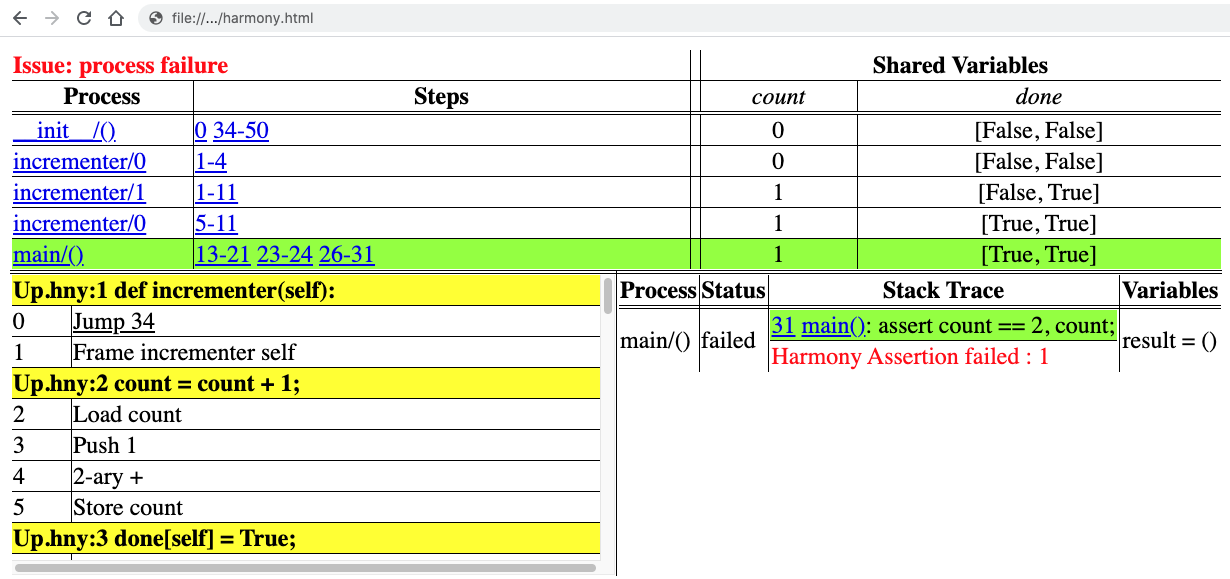 file://.../harmony.html
Issue: process failure Shared Variables
Process Steps count done
__init__/() 0 34-50 0 [False, False]
incrementer/0 1-4 0 [False, False]
incrementer/1 1-11 1 [False, True]
incrementer/0 5-11 1 [True, True]
main/() 13-21 23-24 26-31 1 [True, True]
Up.hny:1 def incrementer(self):
0 Jump 34
1 Frame incrementer self
Up.hny:2 count = count + 1;
2 Load count
3 Push 1
4 2-ary +
5 Store count
Up.hny:3 done[self] = True;
Process Status Stack Trace Variables
main/() failed 31 main(): assert count == 2, count; result = ()
Harmony Assertion failed : 1